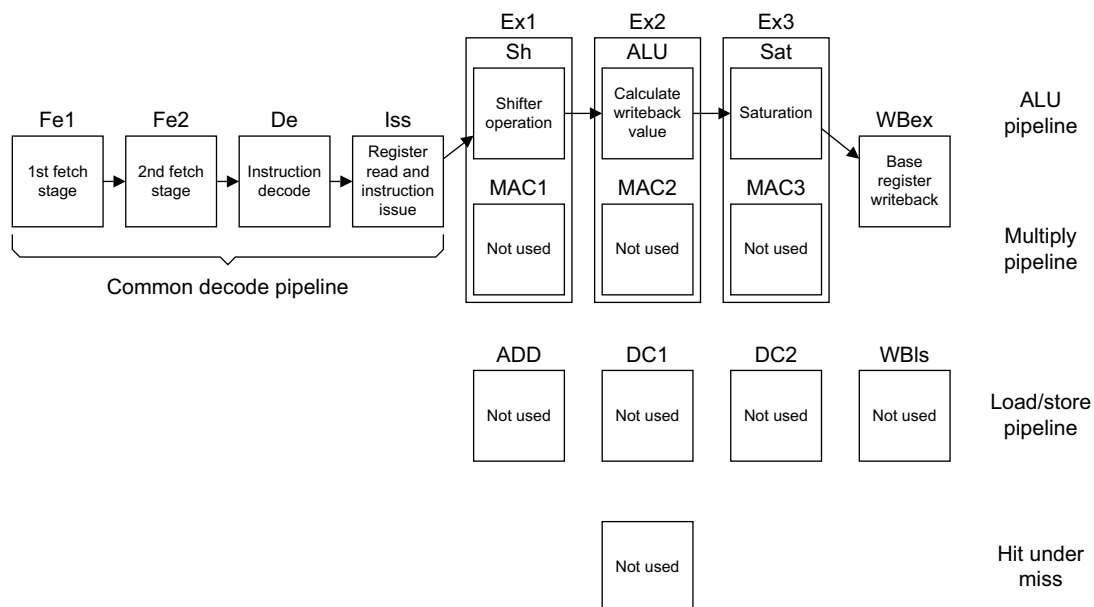 Ex1 Ex2 Ex3
Sh ALU Sat
Fe1 Fe2 De Iss
WBex
1st fetch
stage
2nd fetch
stage
Instruction
decode
Register
read and
instruction
issue
Shifter
operation
Calculate
writeback
value
Saturation
Base
register
writeback
ALU
pipeline
Common decode pipeline
MAC1 MAC2 MAC3
Not used Not used Not used
Multiply
pipeline
ADD DC1 DC2 WBls
Not used Not used Not used Not used
Load/store
pipeline
Not used
Hit under
miss